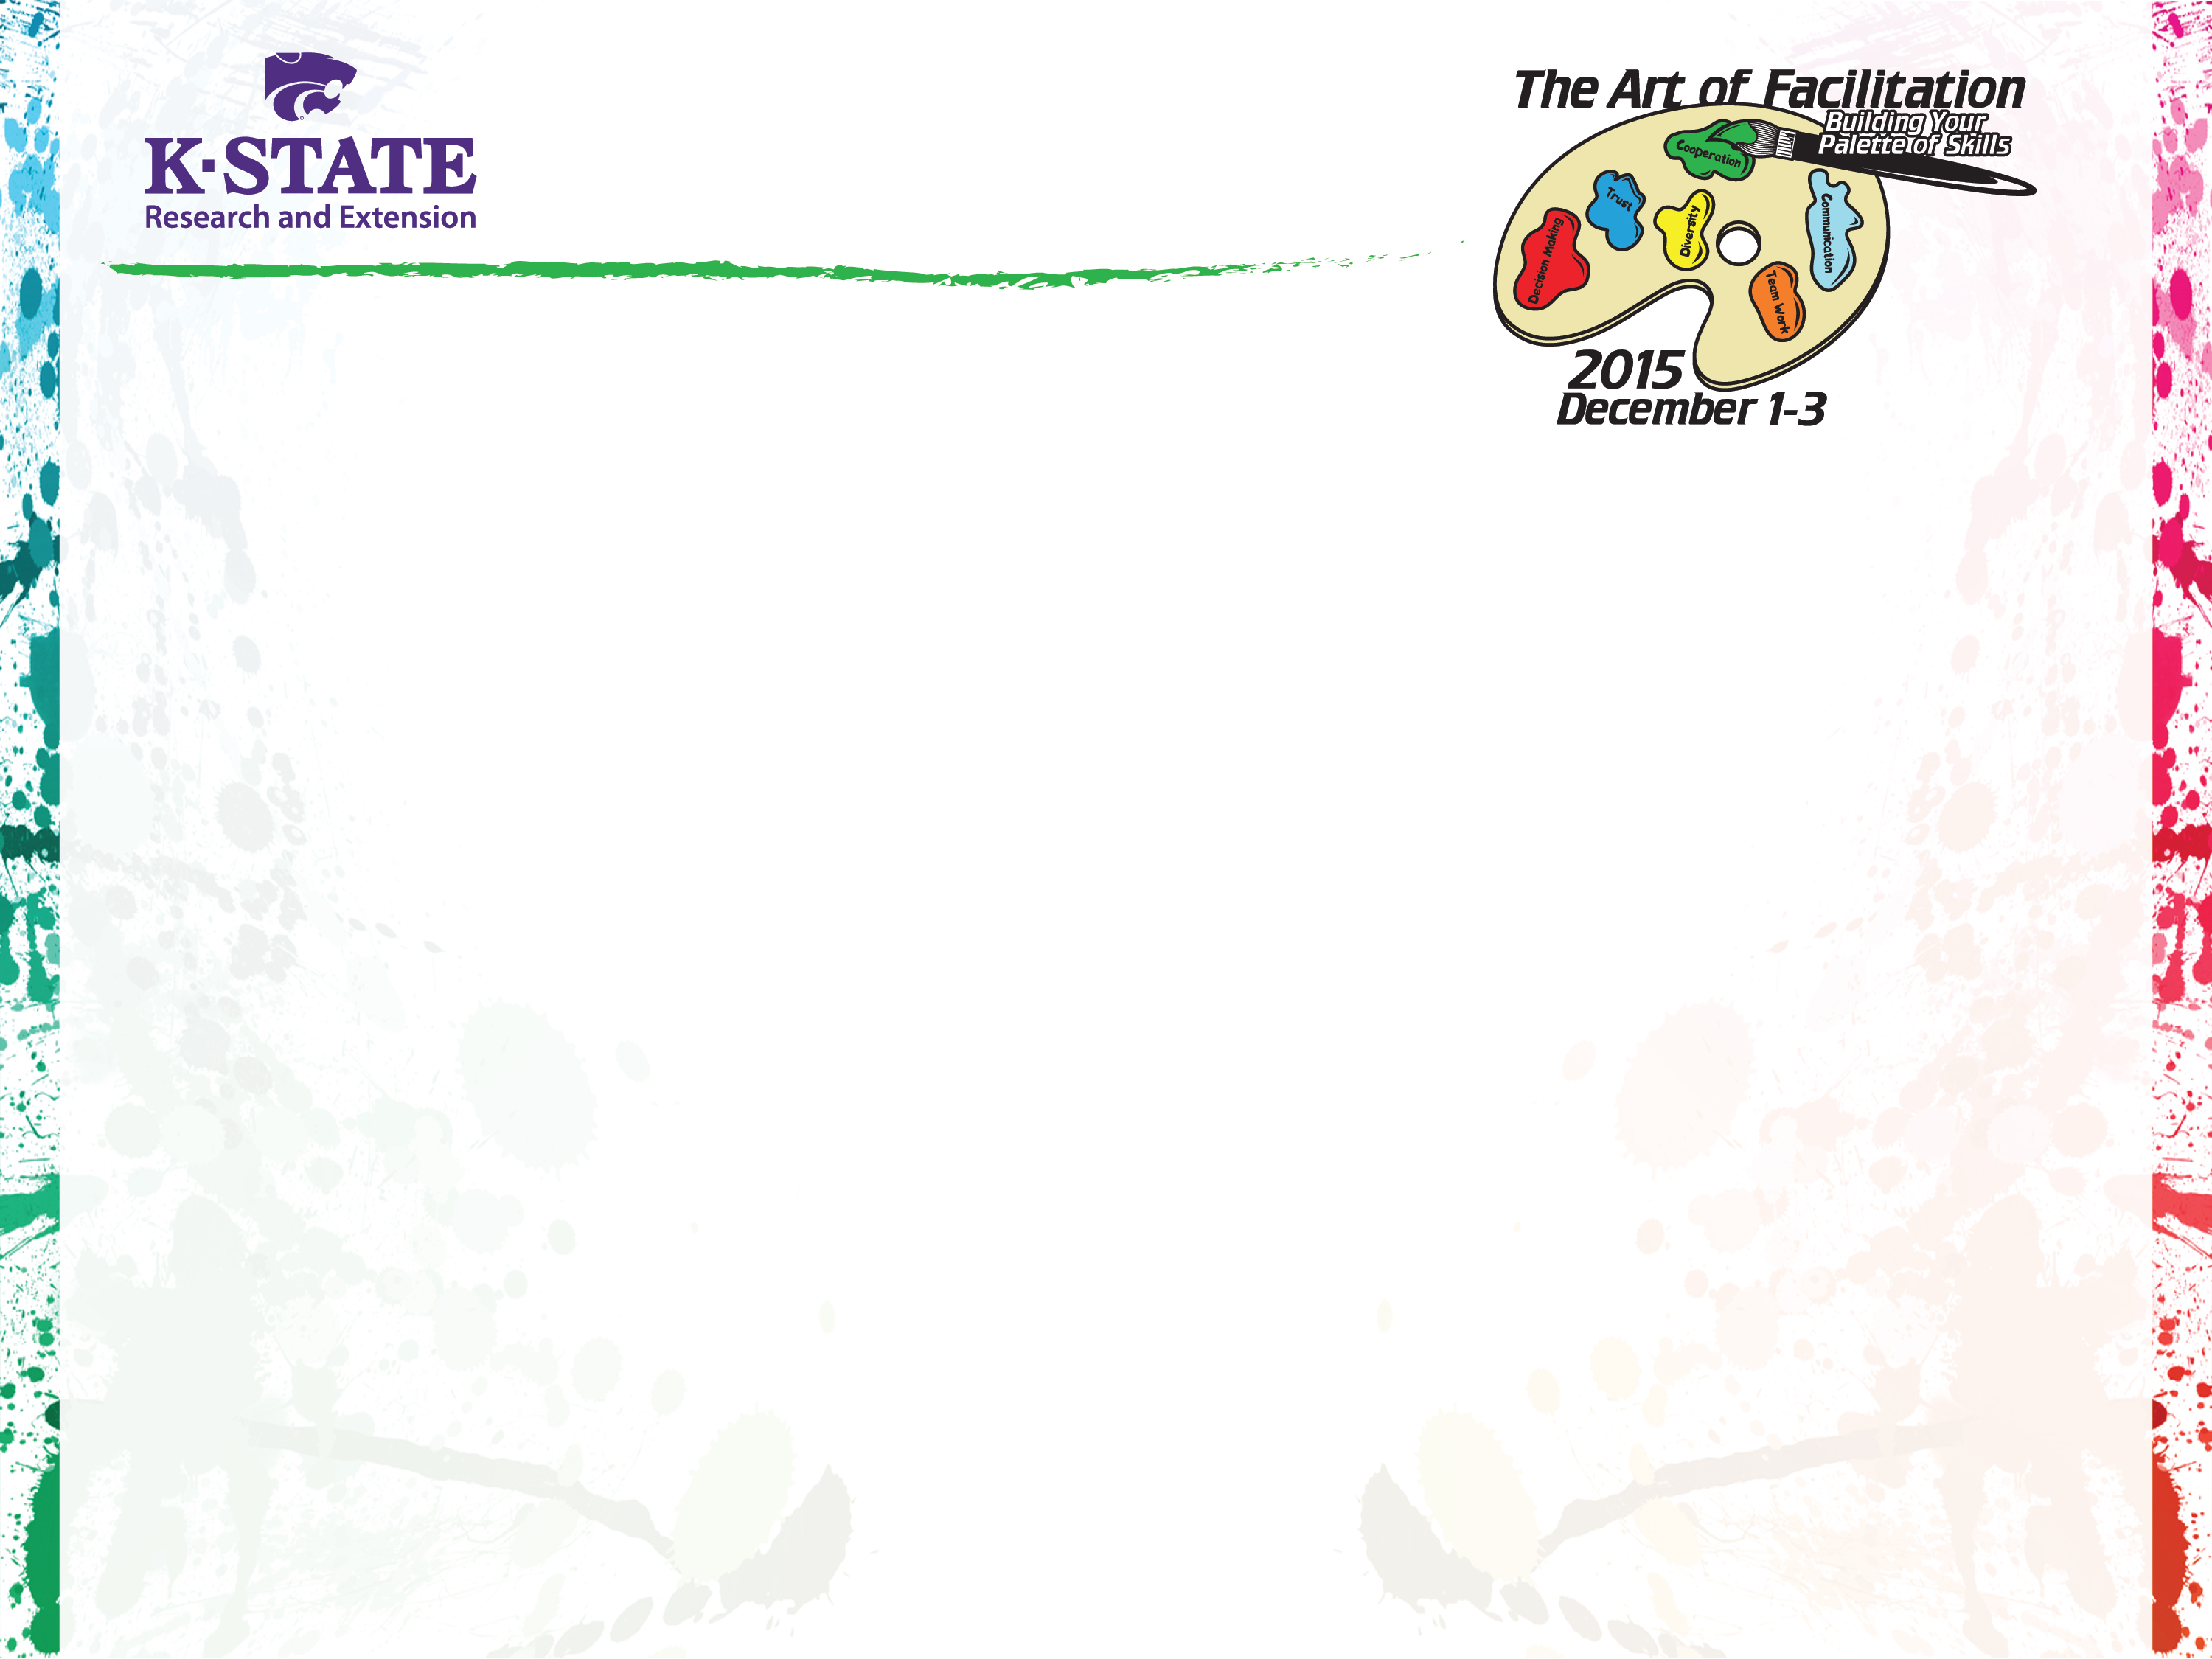 K-STATE
Research and Extension
The Art of Facilitation
Building Your
Palette of Skills
Cooperation
Trust
Diversity
Communication
Decision Making
Team Work
2015
December 1-3